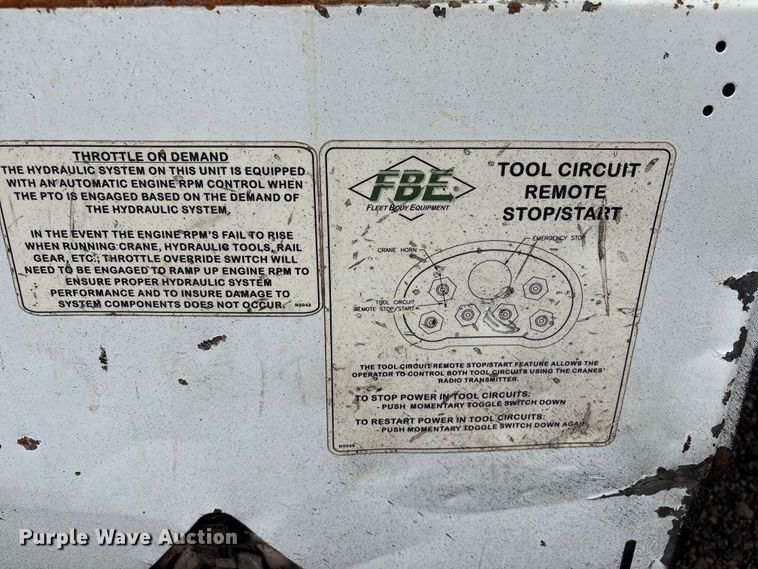 THROTTLE ON DEMAND
THE HYDRAULIC SYSTEM ON THIS UNIT IS EQUIPPED
WITH AN AUTOMATIC ENGINE RPM CONTROL WHEN
THE PTO IS ENGAGED BASED ON THE DEMAND OF
THE HYDRAULIC SYSTEM.
IN THE EVENT THE ENGINE RPM'S FAIL TO RISE
WHEN RUNNING CRANE, HYDRAULIC TOOLS, RAIL
GEAR, ETC., THROTTLE OVERRIDE SWITCH WILL
NEED TO BE ENGAGED TO RAMP UP ENGINE RPM TO
ENSURE PROPER HYDRAULIC SYSTEM
PERFORMANCE AND TO INSURE DAMAGE TO
SYSTEM COMPONENTS DOES NOT OCCUR.
FBE®
FLEET BODY EQUIPMENT
TOOL CIRCUIT
REMOTE
STOP/START
CRANE HORN
EMERGENCY STOP
TOOL CIRCUIT
REMOTE STOP/START
THE TOOL CIRCUIT REMOTE STOP/START FEATURE ALLOWS THE
OPERATOR TO CONTROL BOTH TOOL CIRCUITS USING THE CRANES'
RADIO TRANSMITTER.
TO STOP POWER IN TOOL CIRCUITS:
- PUSH MOMENTARY TOGGLE SWITCH DOWN
TO RESTART POWER IN TOOL CIRCUITS:
- PUSH MOMENTARY TOGGLE SWITCH DOWN AGAIN
Purple Wave Auction